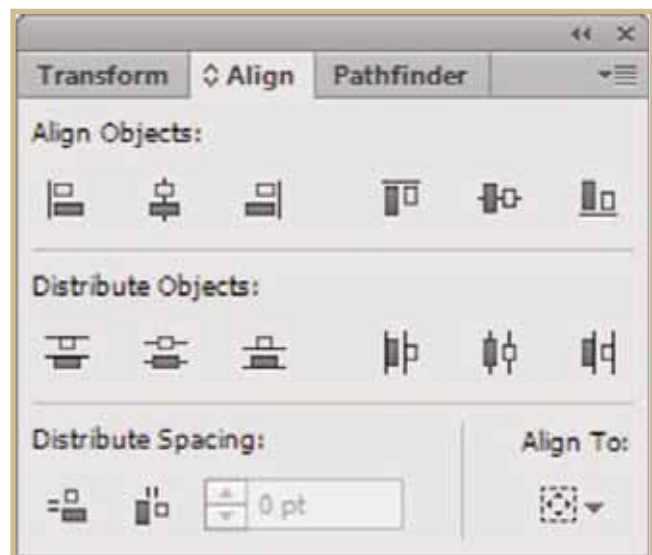 Transform Align Pathfinder
Align Objects:
Distribute Objects:
Distribute Spacing: Align To:
0 pt